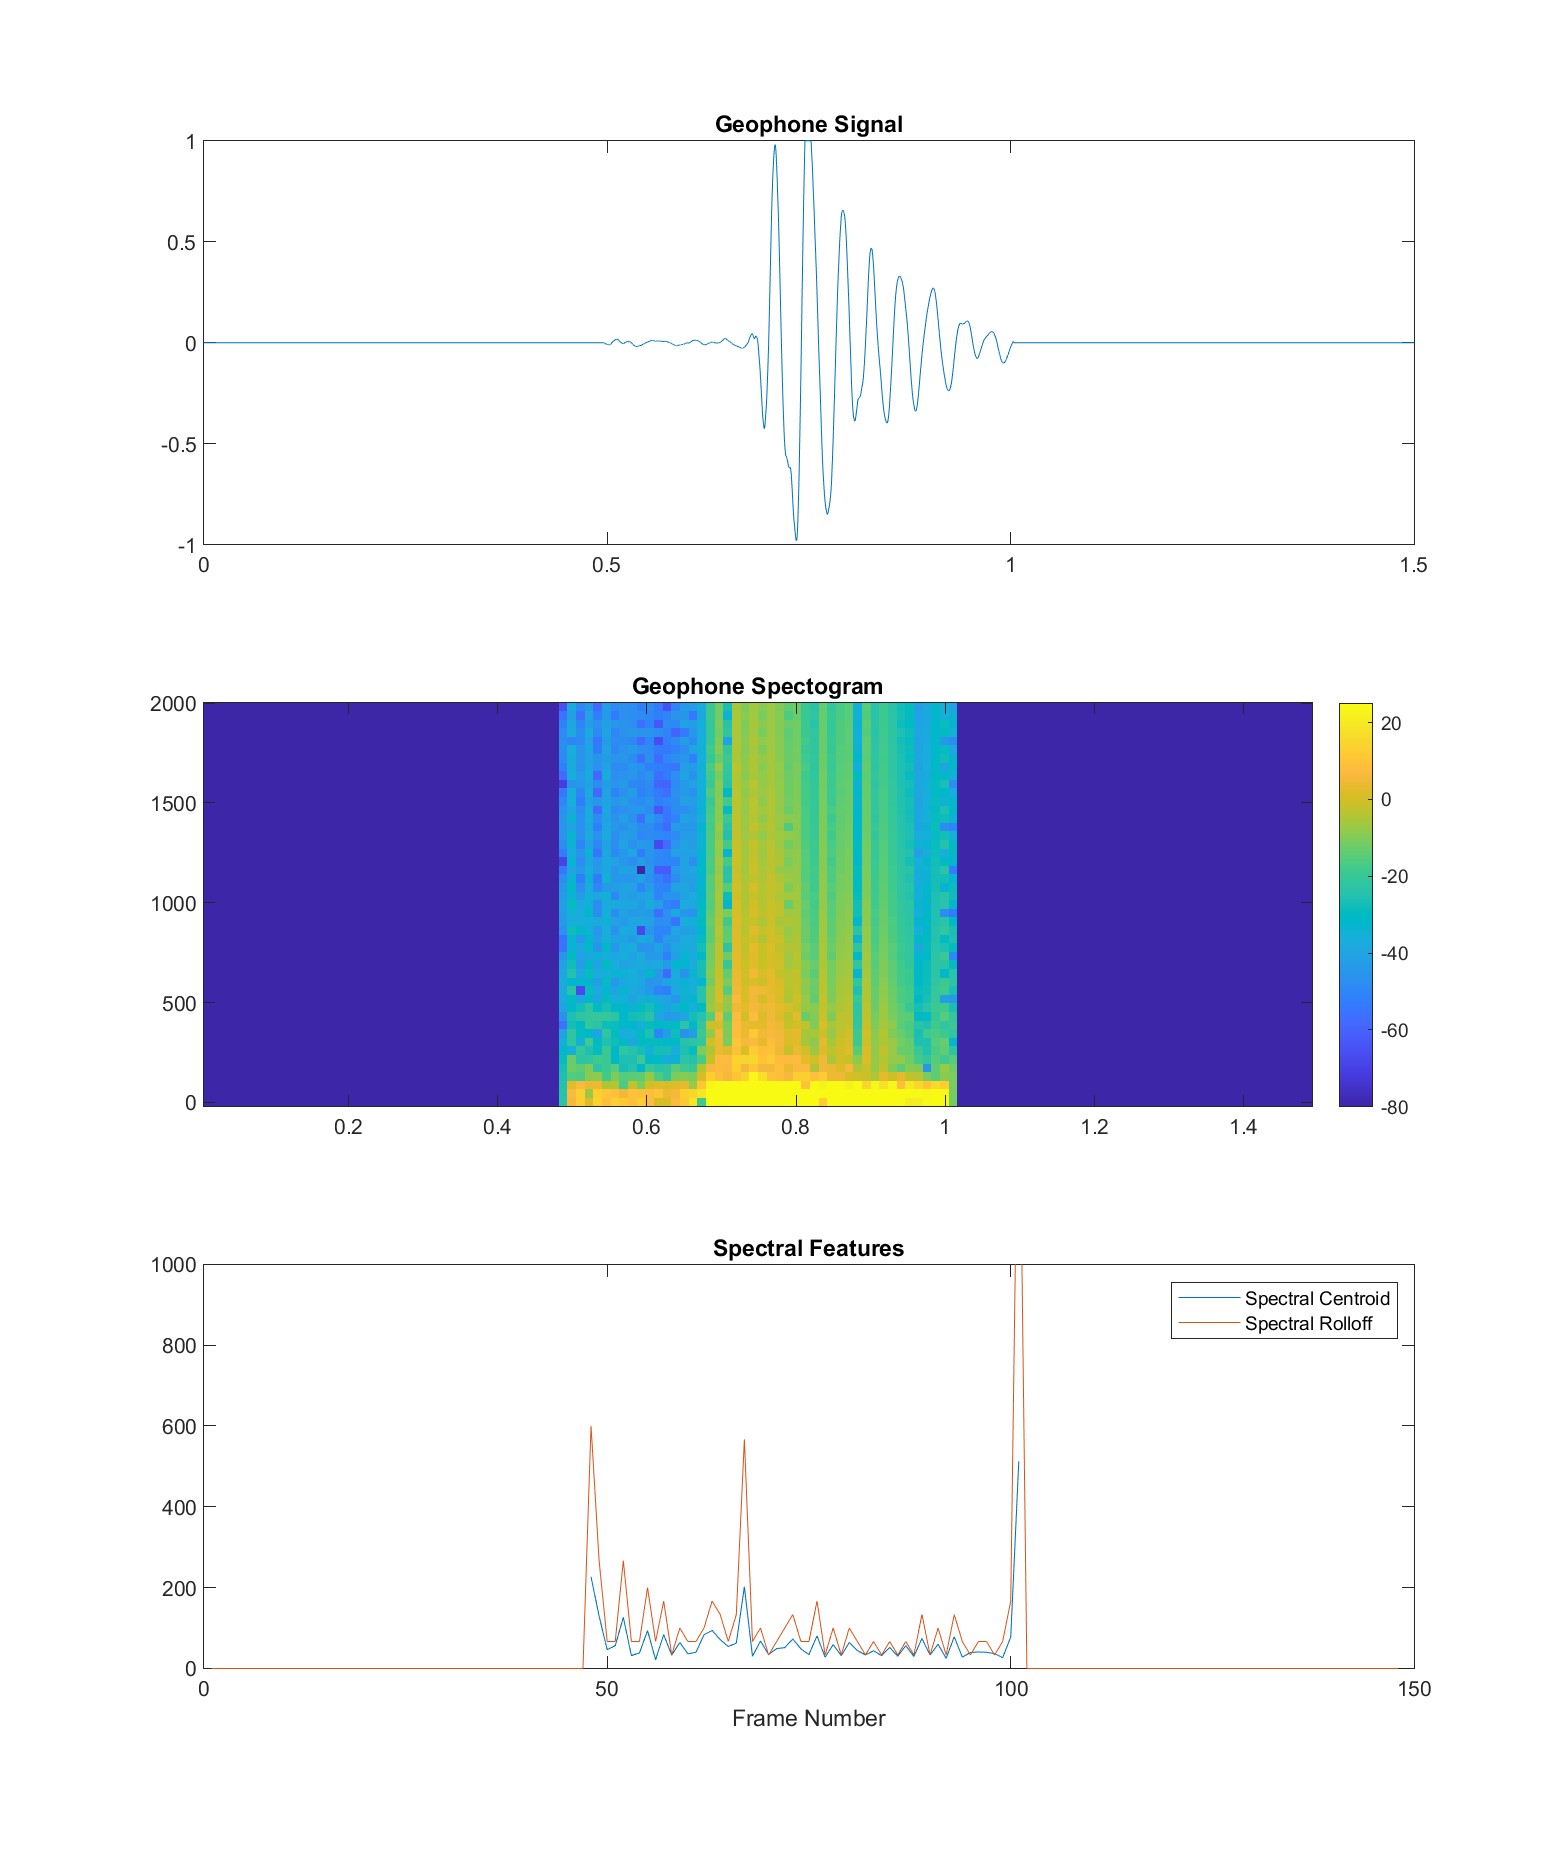 Geophone Signal
1
0.5
0
-0.5
-1
0 0.5 1 1.5
Geophone Spectogram
2000
1500
1000
500
0
0.2 0.4 0.6 0.8 1 1.2 1.4
20
0
-20
-40
-60
-80
Spectral Features
1000
800
600
400
200
0
Spectral Centroid
Spectral Rolloff
0 50 100 150
Frame Number